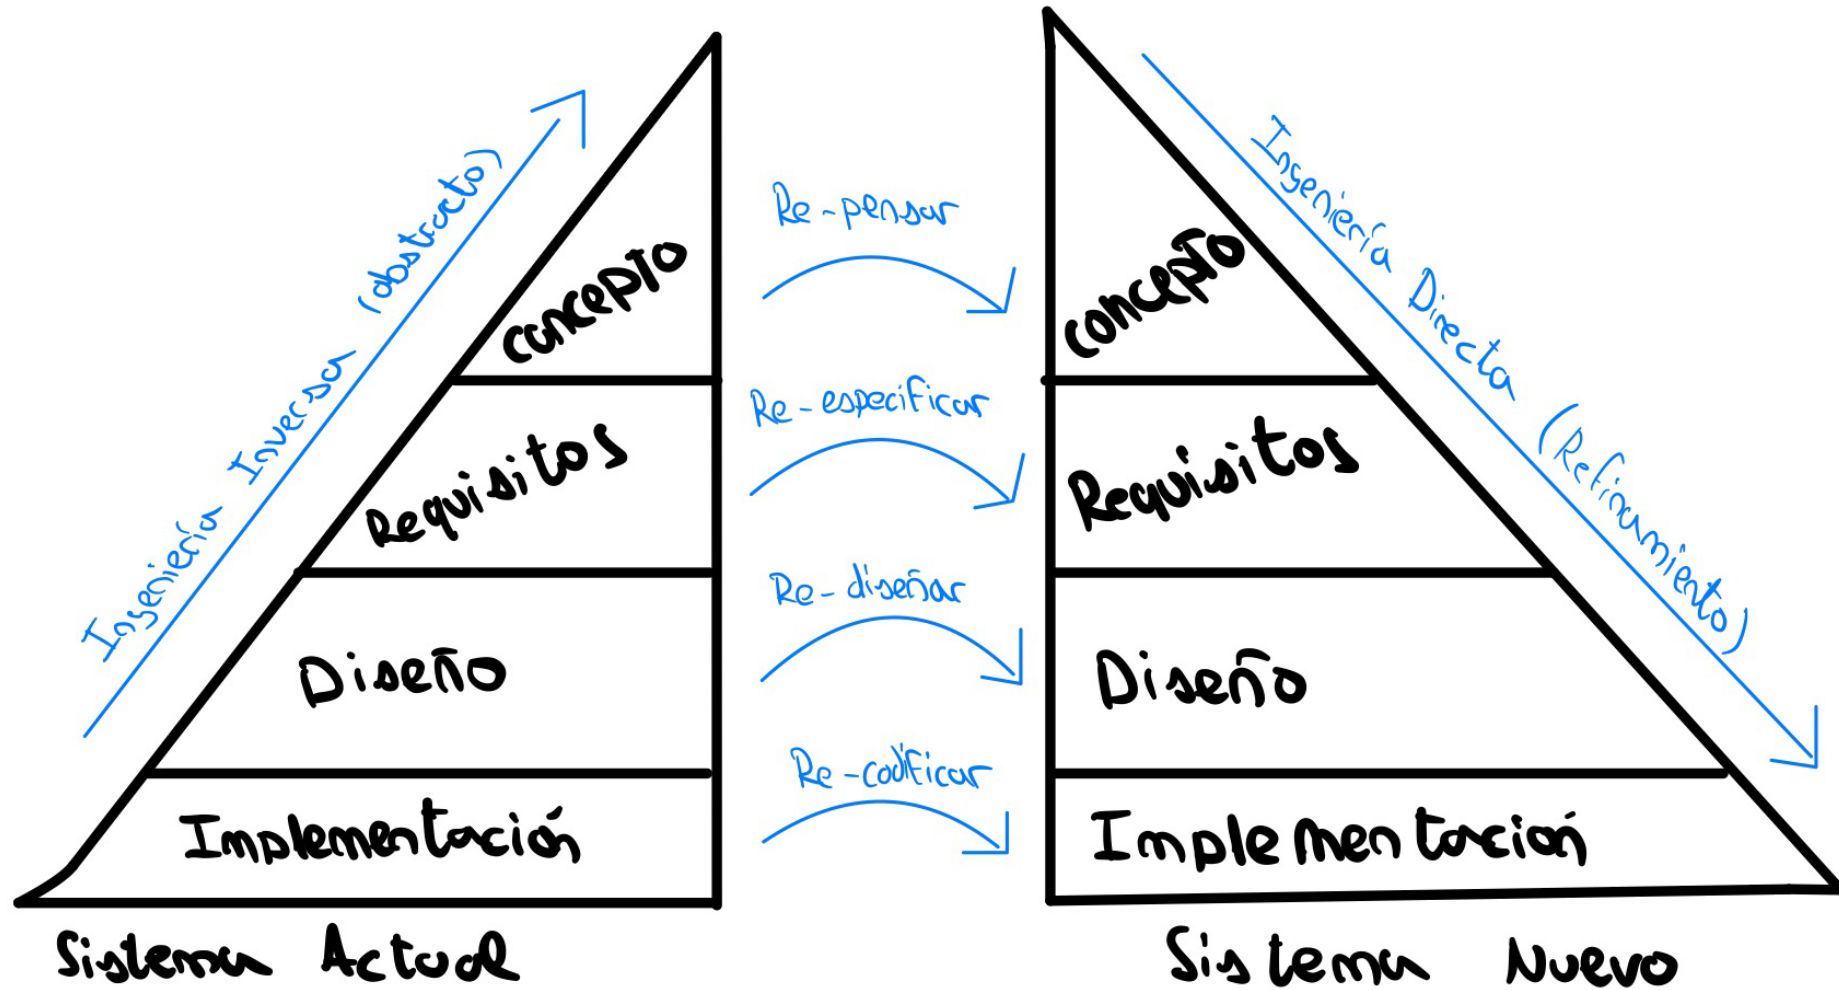 Ingeniería Inversa (abstracto)
concepto
Requisitos
Diseño
Implementación
Sistema Actual
Re-pensar
Re-especificar
Re-diseñar
Re-codificar
concepto
Requisitos
Diseño
Implementación
Sistema Nuevo
Ingeniería Directa (Refinamiento)